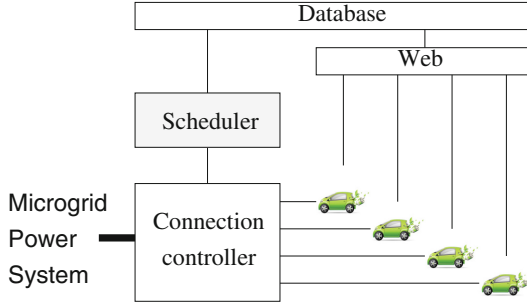 Database
Web
Scheduler
Microgrid
Power
System
Connection
controller